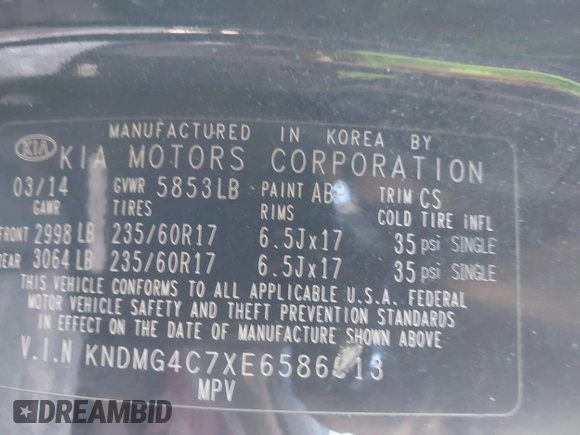 MANUFACTURED IN KOREA BY
KIA KIA MOTORS CORPORATION
03/14 GVWR 5853LB PAINT TRIM CS
GAWR TIRES RIMS COLD TIRE INFL
FRONT 2998 LB 235/60R17 6.5Jx17 35 psi SINGLE
REAR 3064 LB 235/60R17 6.5Jx17 35 psi SINGLE
THIS VEHICLE CONFORMS TO ALL APPLICABLE U.S.A. FEDERAL
MOTOR VEHICLE SAFETY AND THEFT PREVENTION STANDARDS
IN EFFECT ON THE DATE OF MANUFACTURE SHOWN ABOVE
V.I.N
MPV
DREAMBID